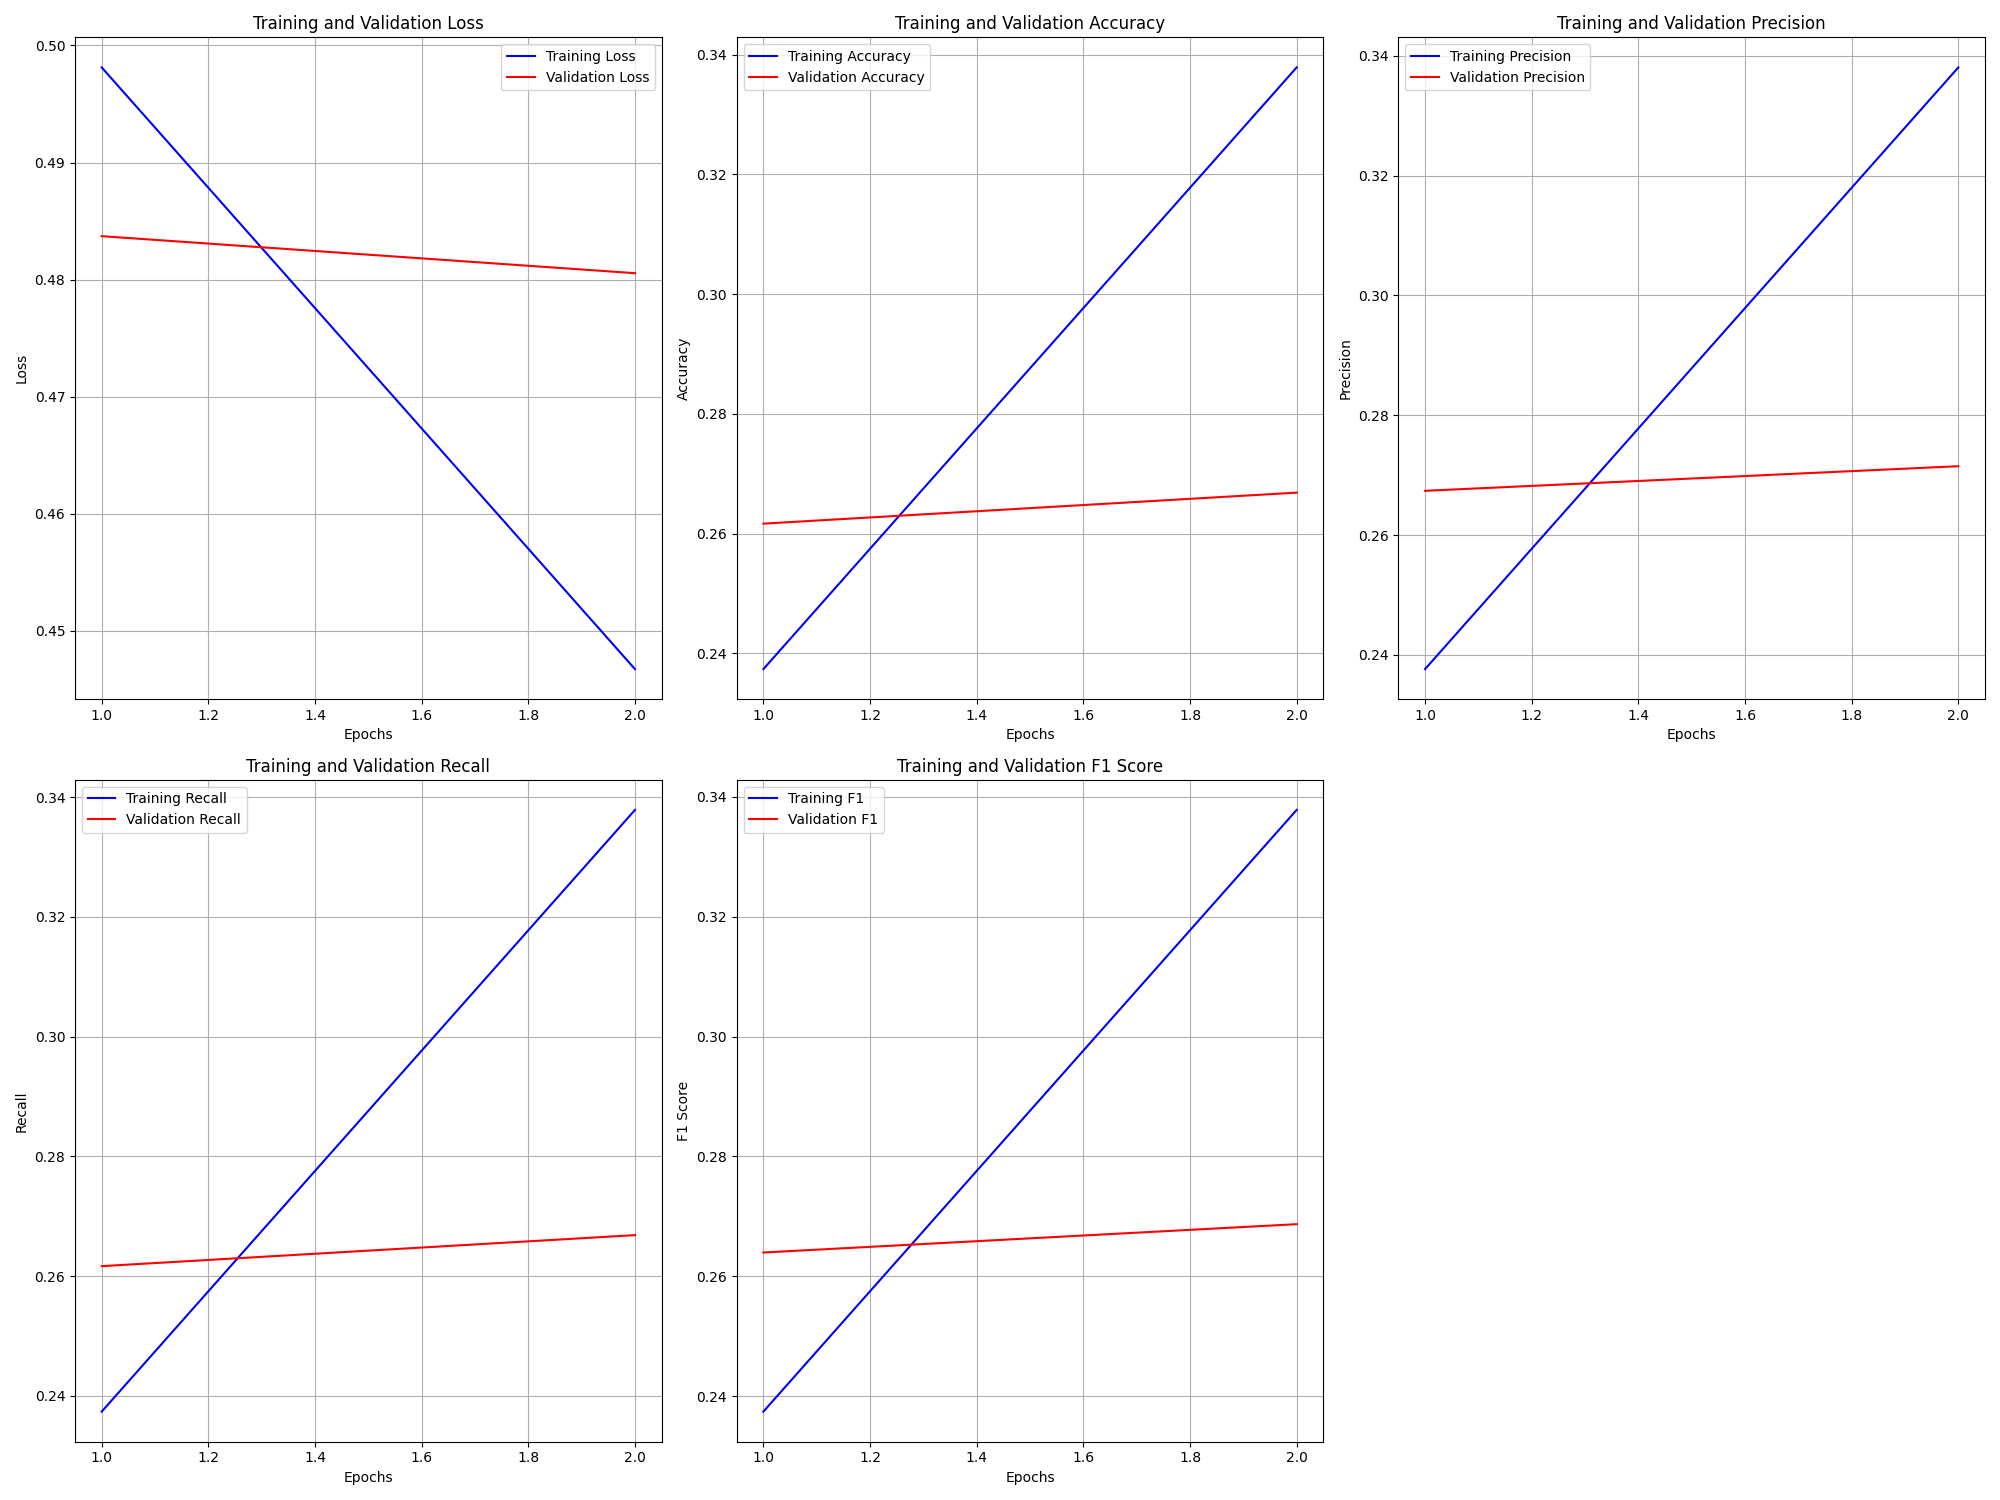 Training and Validation Loss
Training Loss
Validation Loss
0.50
0.49
0.48
0.47
0.46
0.45
Loss
1.0 1.2 1.4 1.6 1.8 2.0
Epochs
Training and Validation Accuracy
Training Accuracy
Validation Accuracy
0.34
0.32
0.30
0.28
0.26
0.24
Accuracy
1.0 1.2 1.4 1.6 1.8 2.0
Epochs
Training and Validation Precision
Training Precision
Validation Precision
0.34
0.32
0.30
0.28
0.26
0.24
Precision
1.0 1.2 1.4 1.6 1.8 2.0
Epochs
Training and Validation Recall
Training Recall
Validation Recall
0.34
0.32
0.30
0.28
0.26
0.24
Recall
1.0 1.2 1.4 1.6 1.8 2.0
Epochs
Training and Validation F1 Score
Training F1
Validation F1
0.34
0.32
0.30
0.28
0.26
0.24
F1 Score
1.0 1.2 1.4 1.6 1.8 2.0
Epochs